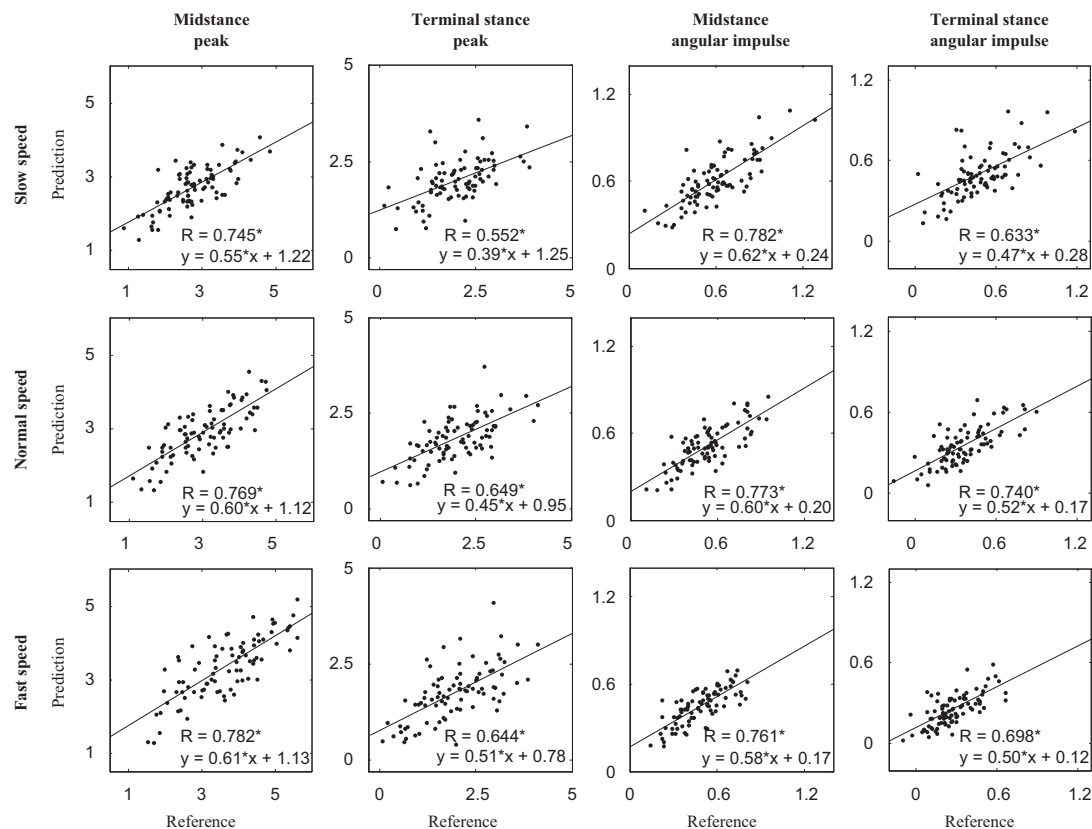 Midstance
peak
Terminal stance
peak
Midstance
angular impulse
Terminal stance
angular impulse
Slow speed
Prediction
5
3
1
1
3
5
R = 0.745*
y = 0.55*x + 1.22
5
2.5
0
0
2.5
5
R = 0.552*
y = 0.39*x + 1.25
1.2
0.6
0
0
0.6
1.2
R = 0.782*
y = 0.62*x + 0.24
1.2
0.6
0
0
0.6
1.2
R = 0.633*
y = 0.47*x + 0.28
Normal speed
Prediction
5
3
1
1
3
5
R = 0.769*
y = 0.60*x + 1.12
5
2.5
0
0
2.5
5
R = 0.649*
y = 0.45*x + 0.95
1.2
0.6
0
0
0.6
1.2
R = 0.773*
y = 0.60*x + 0.20
1.2
0.6
0
0
0.6
1.2
R = 0.740*
y = 0.52*x + 0.17
Fast speed
Prediction
5
3
1
1
3
5
R = 0.782*
y = 0.61*x + 1.13
Reference
5
2.5
0
0
2.5
5
R = 0.644*
y = 0.51*x + 0.78
Reference
1.2
0.6
0
0
0.6
1.2
R = 0.761*
y = 0.58*x + 0.17
Reference
1.2
0.6
0
0
0.6
1.2
R = 0.698*
y = 0.50*x + 0.12
Reference